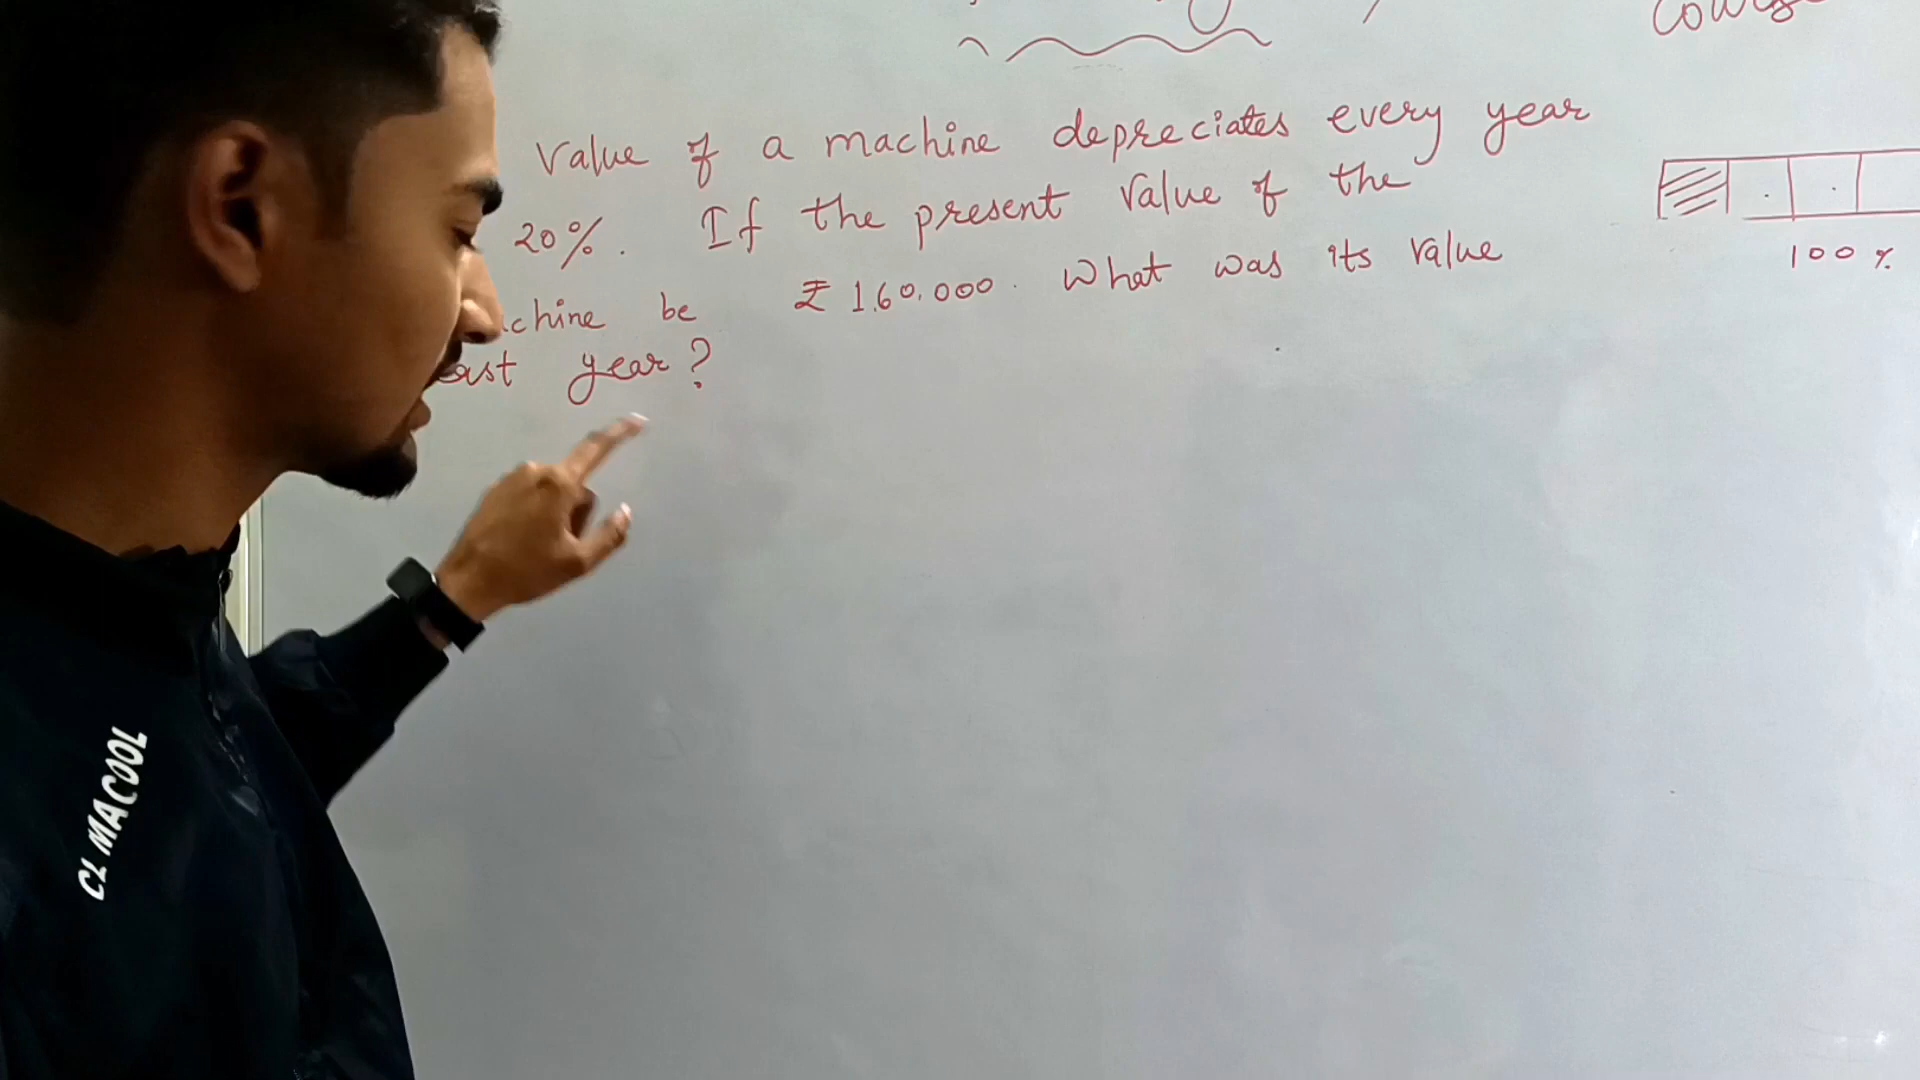 Value of a machine depreciates every year
20%. If the present value of the
chine be ₹ 1,60,000. What was its value
year?
100 %
CL MACOOL